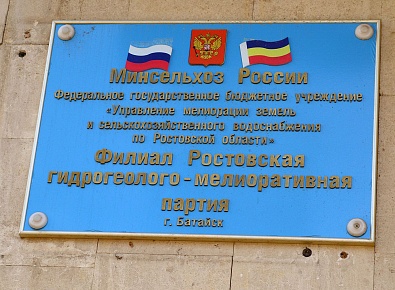 Минсельхоз России
Федеральное государственное бюджетное учреждение
«Управление мелиорации земель
и сельскохозяйственного водоснабжения
по Ростовской области»
Филиал Ростовская
гидрогеолого-мелиоративная
партия
г. Батайск